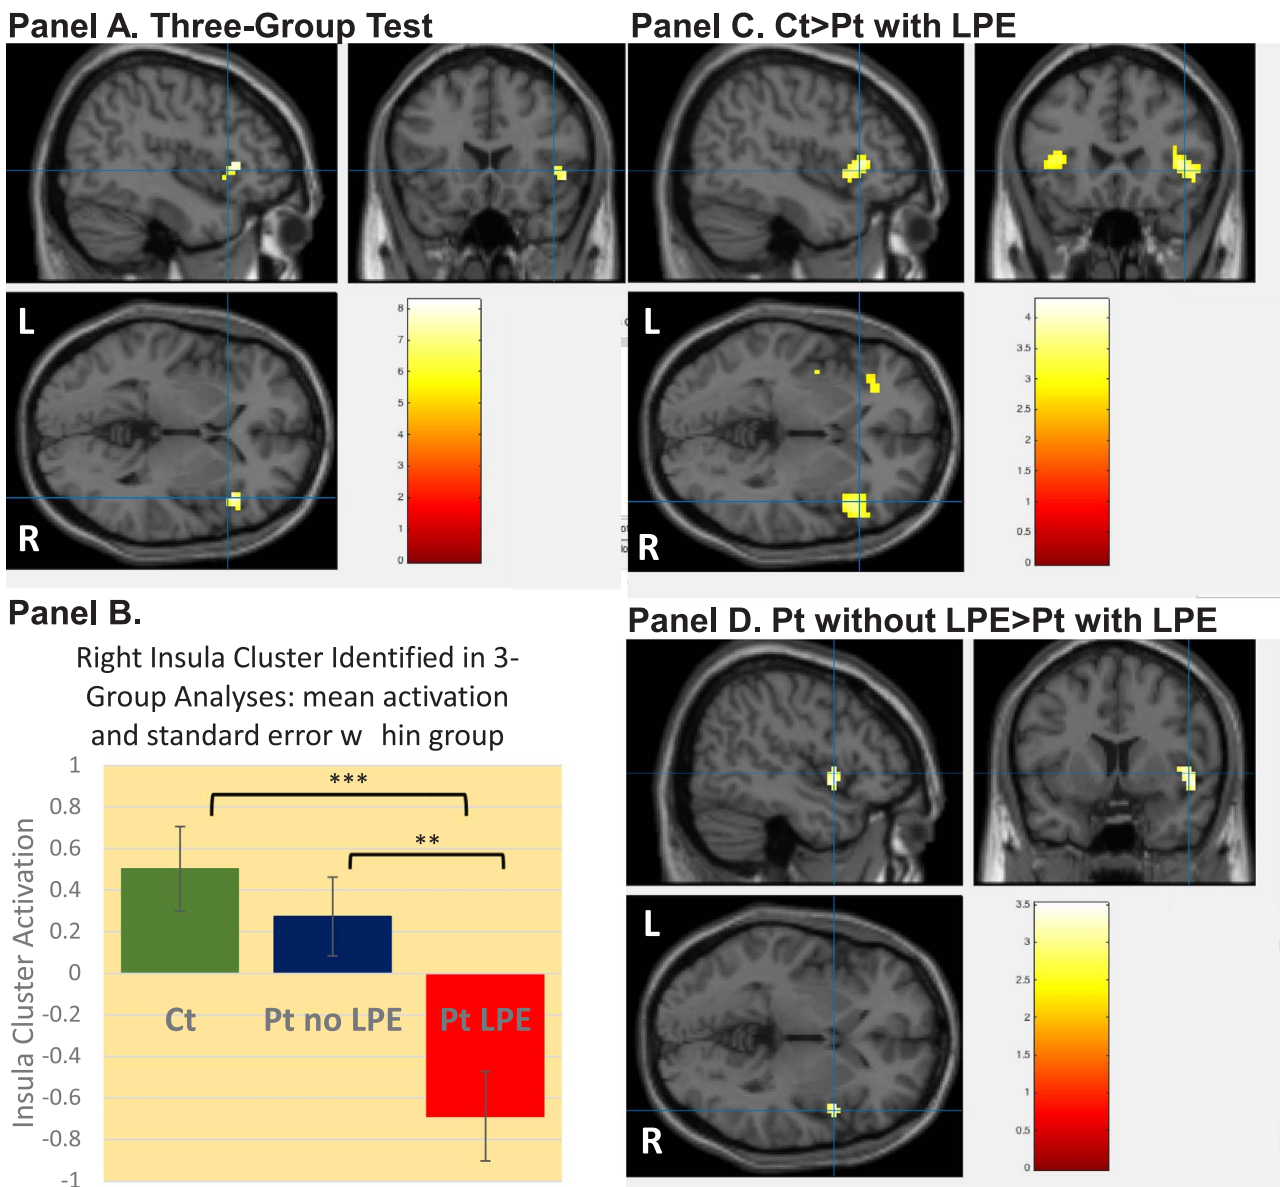 Panel A. Three-Group Test
L
R
8
7
6
5
4
3
2
1
0
Panel C. Ct>Pt with LPE
L
R
4
3.5
3
2.5
2
1.5
1
0.5
0
Panel B.
Right Insula Cluster Identified in 3-
Group Analyses: mean activation
and standard error w hin group
Insula Cluster Activation
1
0.8
0.6
0.4
0.2
0
-0.2
-0.4
-0.6
-0.8
-1
***
**
Ct
Pt no LPE
Pt LPE
Panel D. Pt without LPE>Pt with LPE
L
R
3.5
3
2.5
2
1.5
1
0.5
0